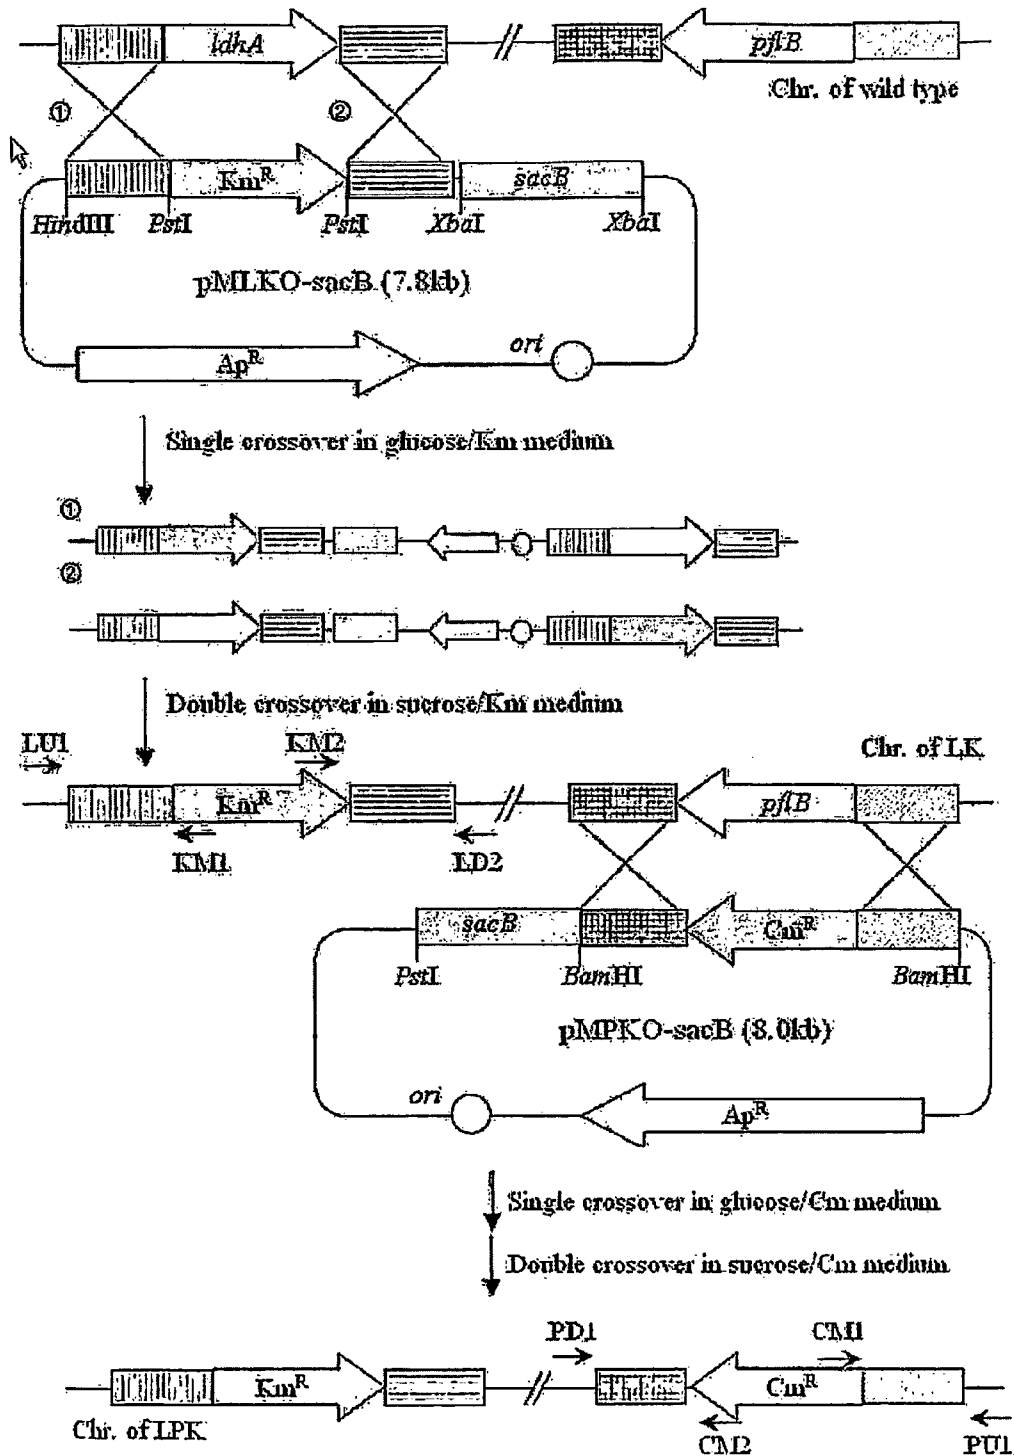 ldhA
pflB
Chr. of wild type
① ②
Km^R sacB
HindIII PstI PstI XbaI XbaI
pMLKO-sacB (7.8kb)
ori
Ap^R
Single crossover in glucose/Km medium
①
②
Double crossover in sucrose/Km medium
LU1 KM2 Chr. of LK
Km^R pflB
KM1 LD2
sacB Cm^R
PstI BamHI BamHI
pMPKO-sacB (8.0kb)
ori Ap^R
Single crossover in glucose/Cm medium
Double crossover in sucrose/Cm medium
PD1 CM1
Km^R Cm^R
Chr. of LPK CM2 PU1